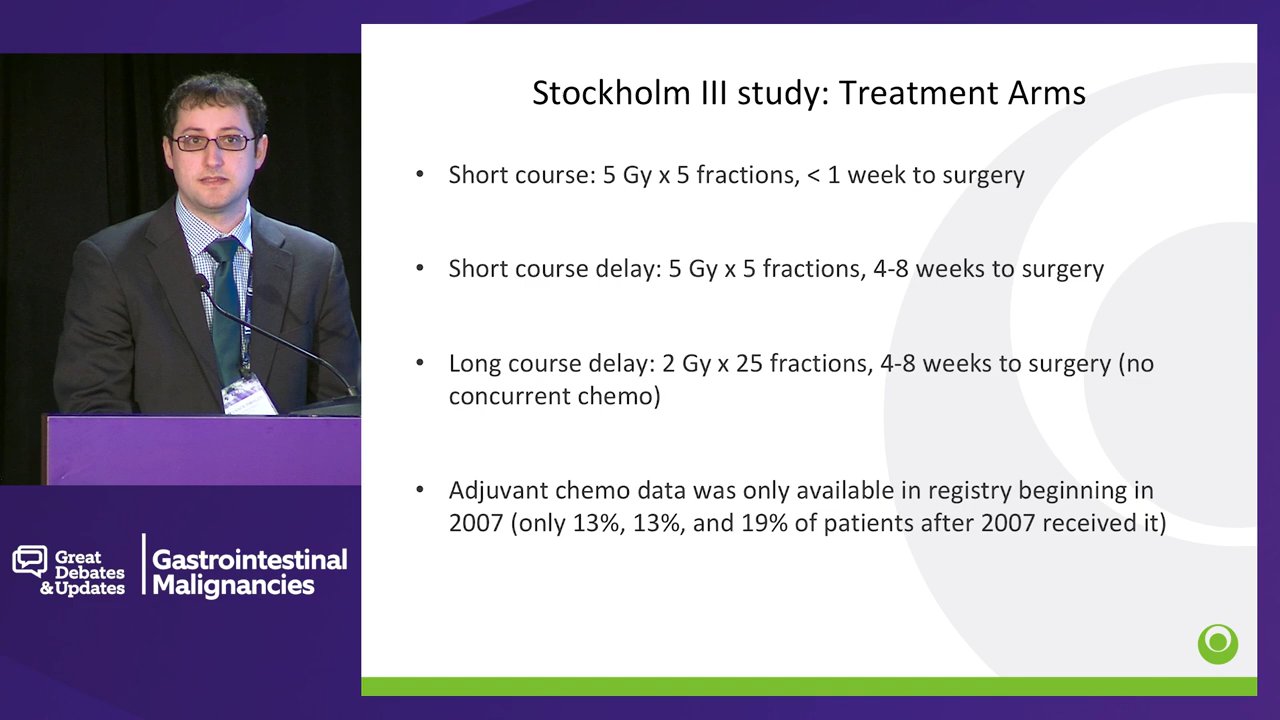 Stockholm III study: Treatment Arms
• Short course: 5 Gy x 5 fractions, < 1 week to surgery
• Short course delay: 5 Gy x 5 fractions, 4-8 weeks to surgery
• Long course delay: 2 Gy x 25 fractions, 4-8 weeks to surgery (no
concurrent chemo)
• Adjuvant chemo data was only available in registry beginning in
2007 (only 13%, 13%, and 19% of patients after 2007 received it)
Great
Debates
& Updates
Gastrointestinal
Malignancies